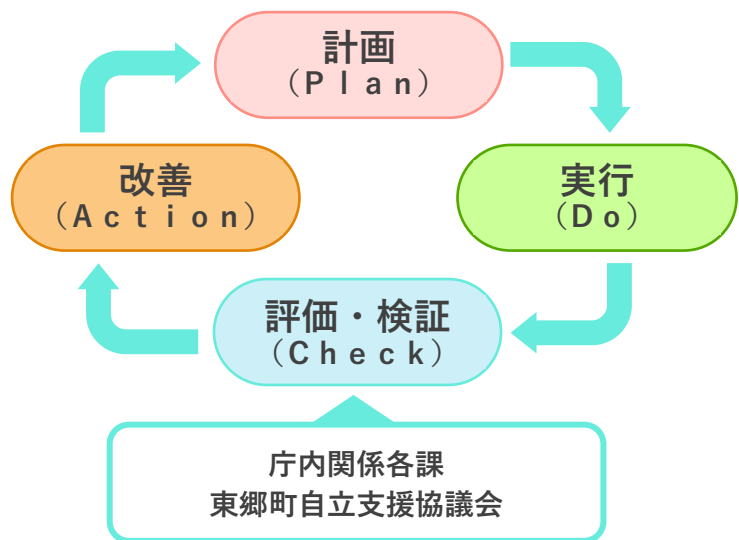 計画
（Plan）
改善
（Action）
実行
（Do）
評価・検証
（Check）
庁内関係各課
東郷町自立支援協議会